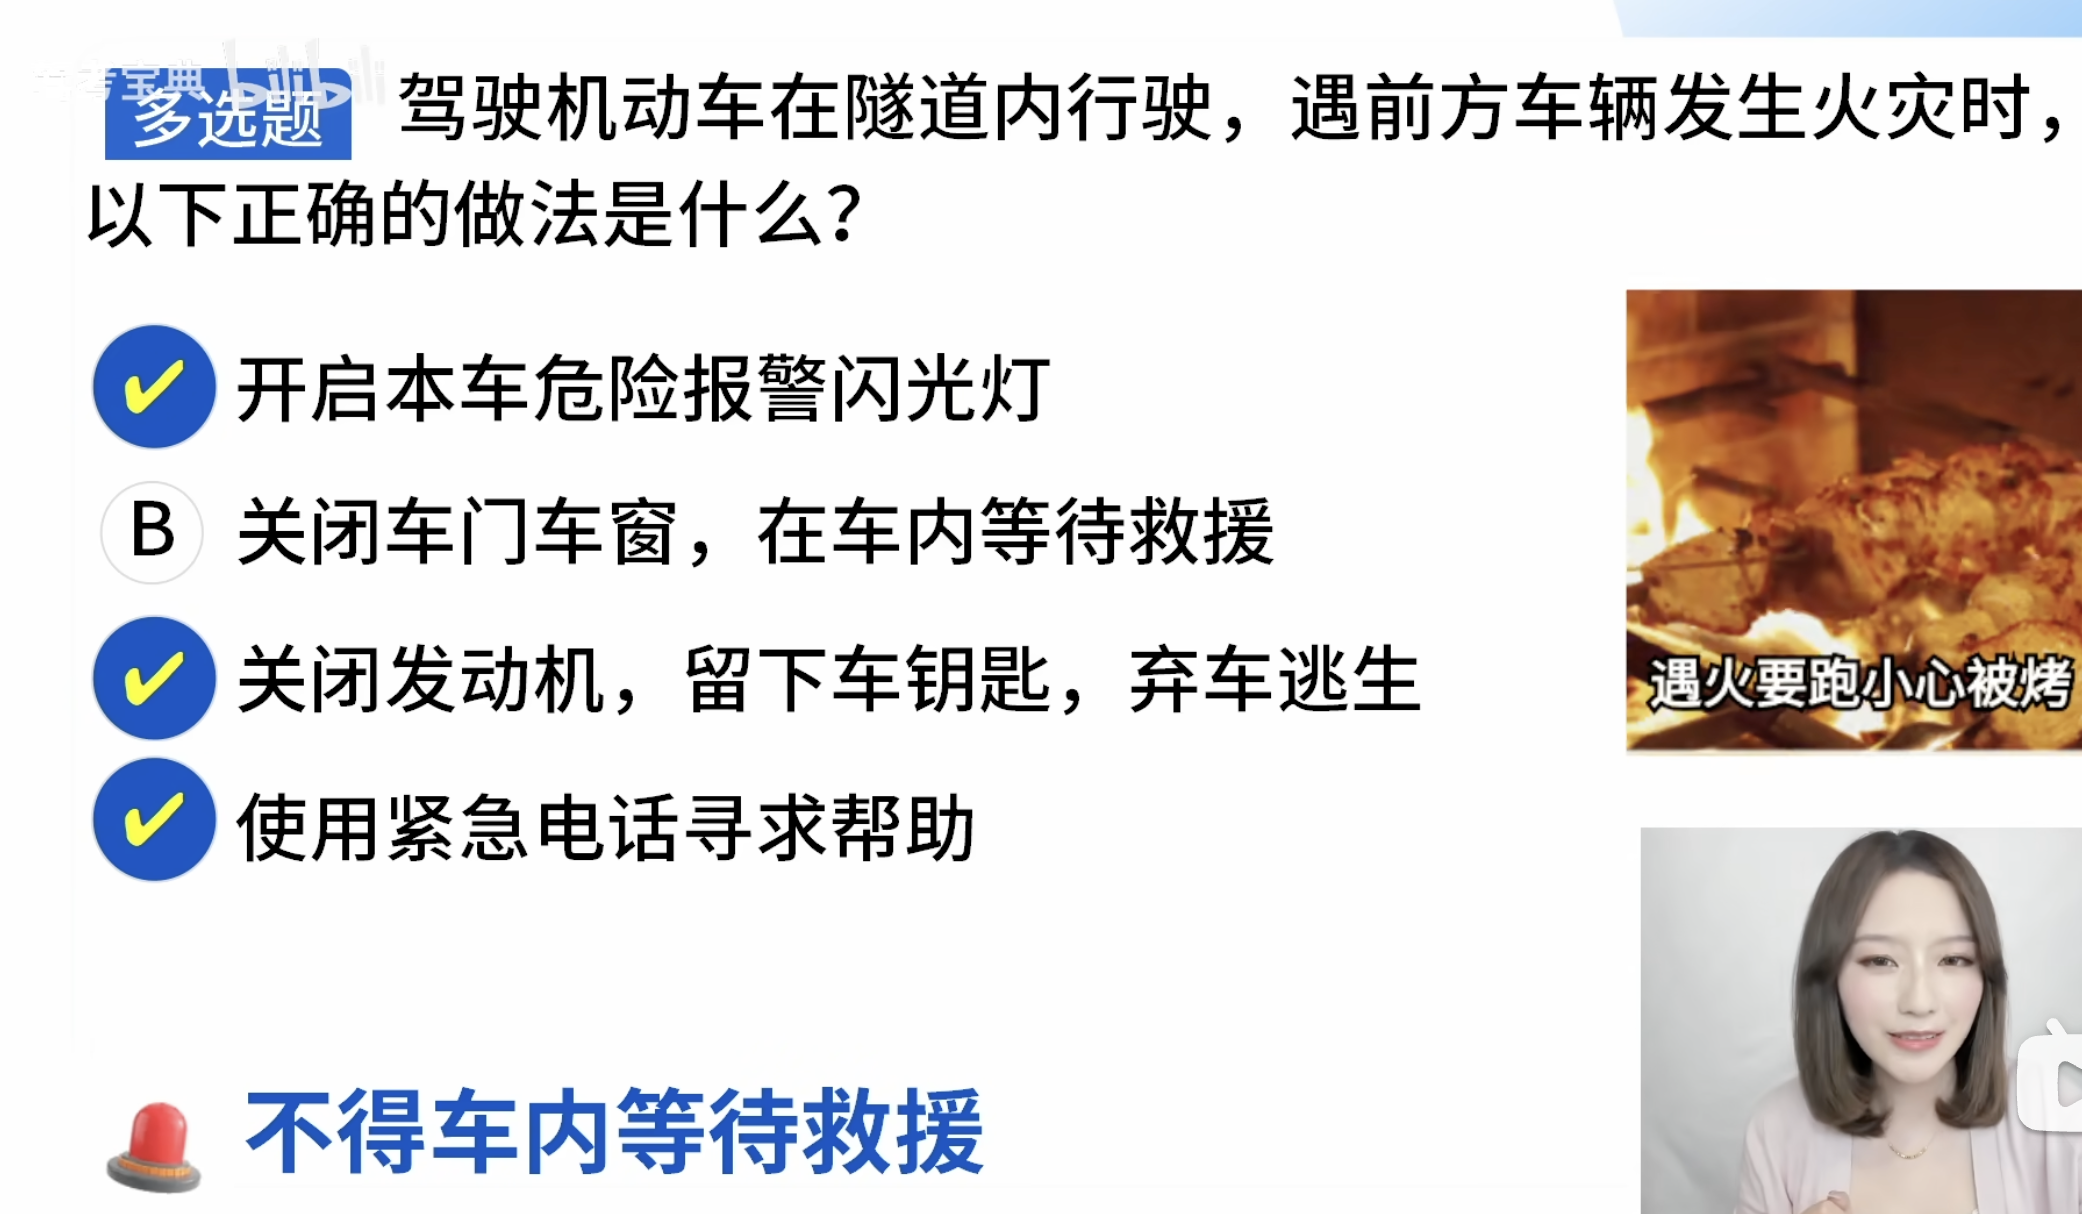 考宝典 bilibili
多选题 驾驶机动车在隧道内行驶，遇前方车辆发生火灾时，
以下正确的做法是什么？
开启本车危险报警闪光灯
B 关闭车门车窗，在车内等待救援
关闭发动机，留下车钥匙，弃车逃生
使用紧急电话寻求帮助
遇火要跑小心被烤
不得车内等待救援